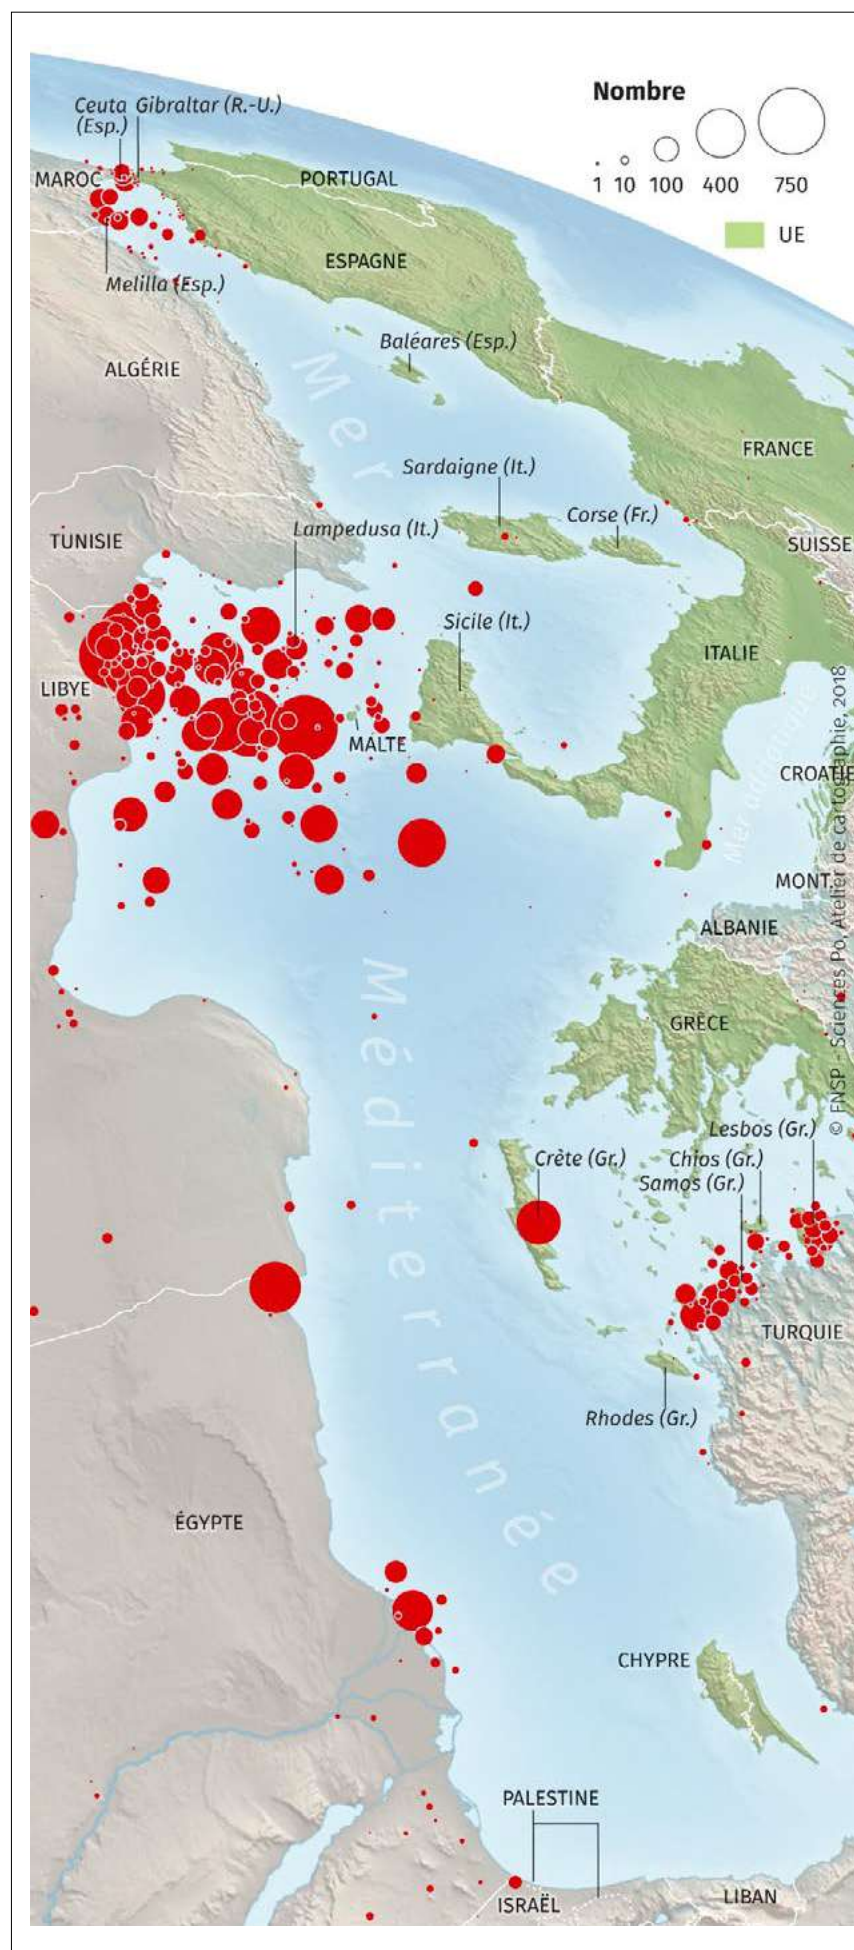 Nombre
1 10 100 400 750
UE
Ceuta
(Esp.)
Gibraltar (R.-U.)
MAROC
PORTUGAL
ESPAGNE
Melilla (Esp.)
Baléares (Esp.)
ALGÉRIE
Mer
FRANCE
Sardaigne (It.)
Corse (Fr.)
Lampedusa (It.)
TUNISIE
SUISSE
Sicile (It.)
ITALIE
LIBYE
MALTE
CROATIE
Mer adriatique
MONT.
ALBANIE
Méditerranée
GRÈCE
© FNSP - Sciences Po, Atelier de cartographie, 2018
Lesbos (Gr.)
Crète (Gr.)
Chios (Gr.)
Samos (Gr.)
TURQUIE
Rhodes (Gr.)
ÉGYPTE
CHYPRE
PALESTINE
ISRAËL
LIBAN